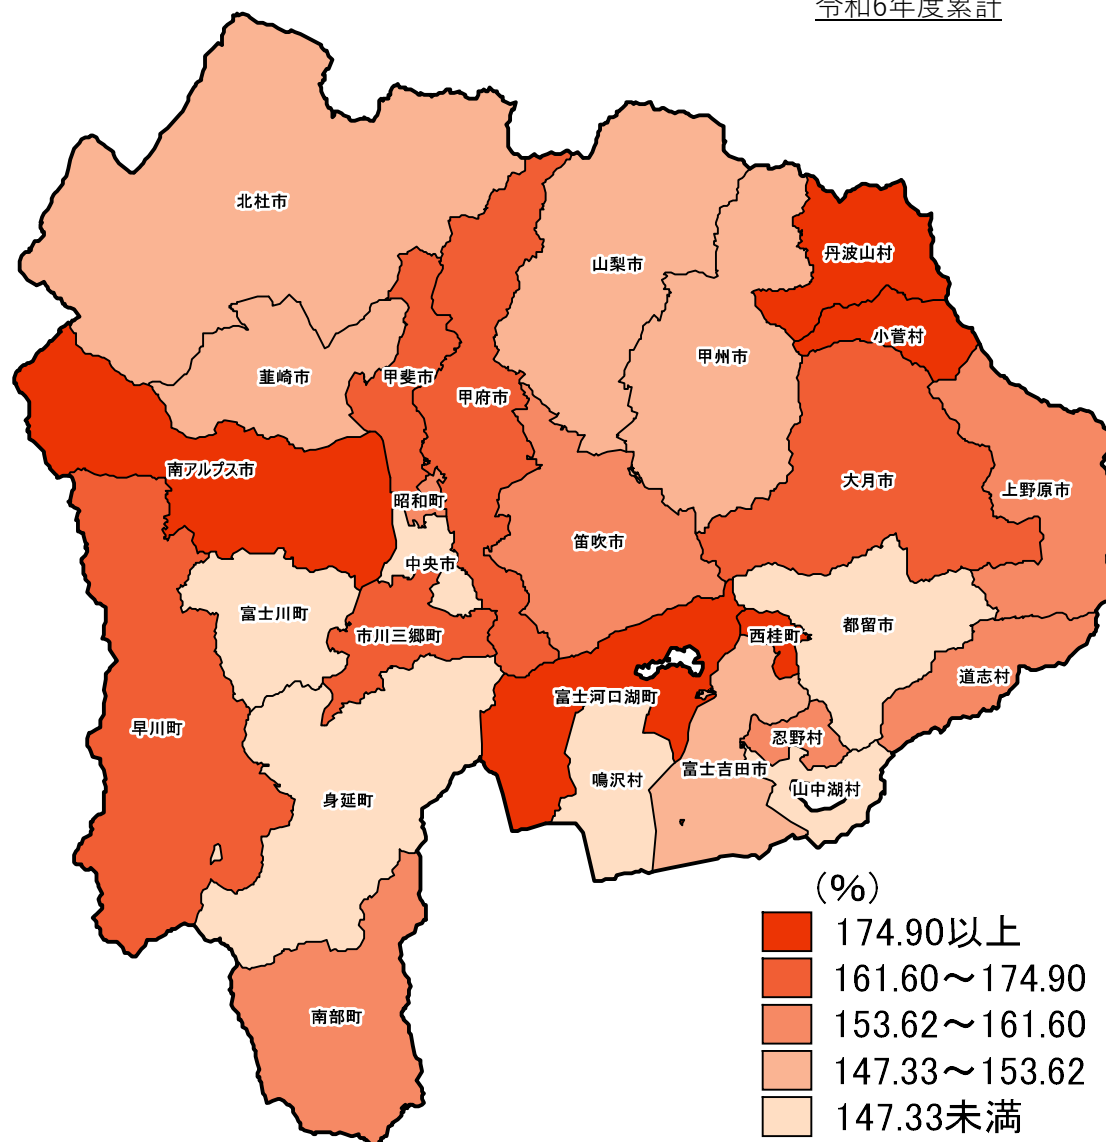 令和6年度累計
北杜市
山梨市
丹波山村
小菅村
甲州市
韮崎市
甲斐市
甲府市
南アルプス市
大月市
上野原市
昭和町
笛吹市
中央市
富士川町
市川三郷町
都留市
西桂町
道志村
富士河口湖町
早川町
忍野村
富士吉田市
鳴沢村
山中湖村
身延町
南部町
(%)
174.90以上
161.60～174.90
153.62～161.60
147.33～153.62
147.33未満